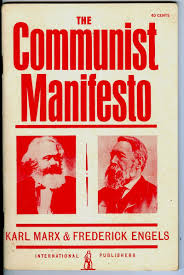 40 CENTS
THE
Communist
Manifesto
KARL MARX & FREDERICK ENGELS
INTERNATIONAL PUBLISHERS